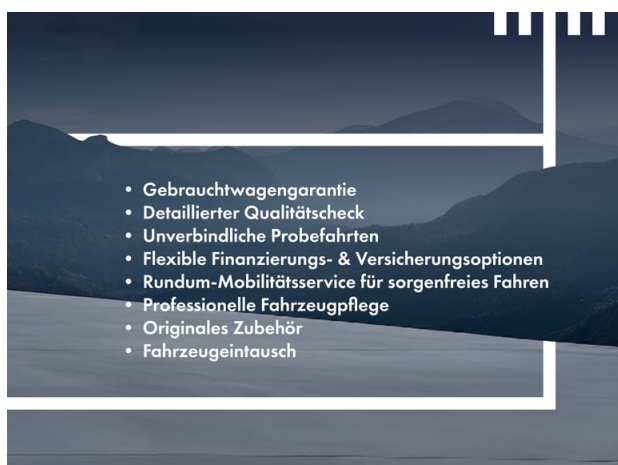 • Gebrauchtwagengarantie
• Detaillierter Qualitätscheck
• Unverbindliche Probefahrten
• Flexible Finanzierungs- & Versicherungsoptionen
• Rundum-Mobilitätsservice für sorgenfreies Fahren
• Professionelle Fahrzeugpflege
• Originales Zubehör
• Fahrzeugeintausch